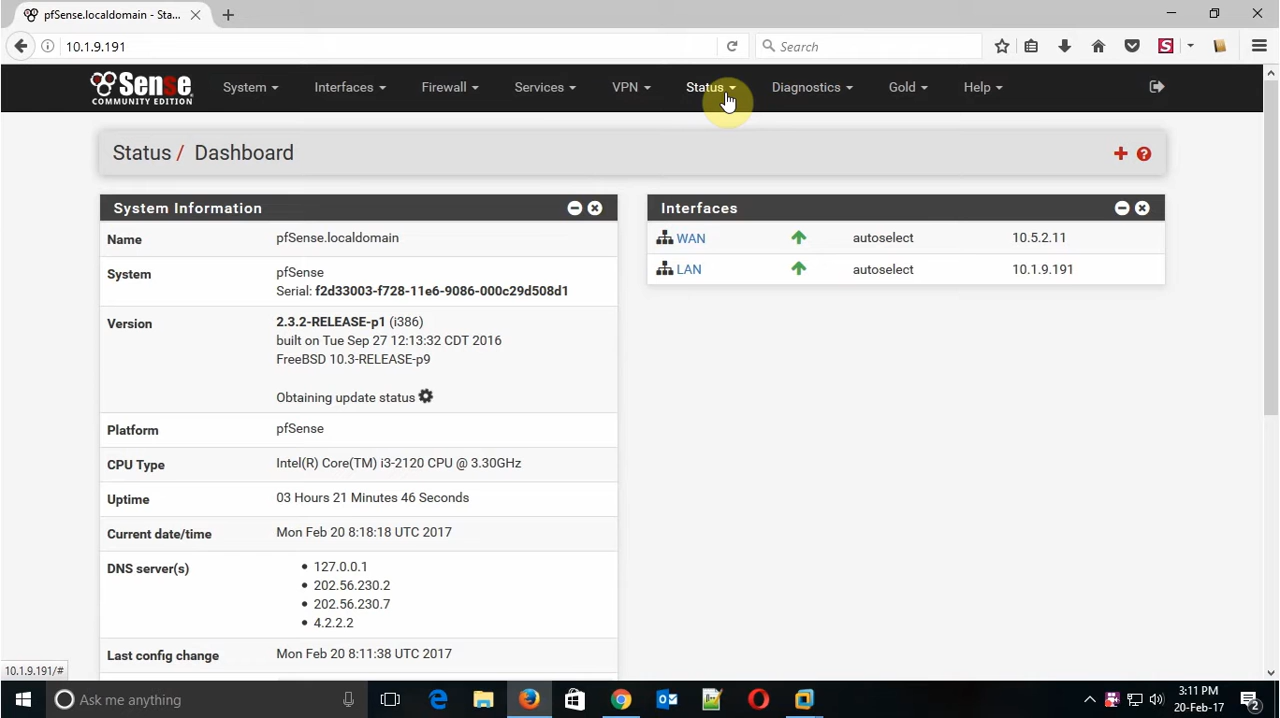 pfSense.localdomain - Sta...
10.1.9.191
Search
Sense
COMMUNITY EDITION
System
Interfaces
Firewall
Services
VPN
Status
Diagnostics
Gold
Help
Status / Dashboard
System Information
Name
pfSense.localdomain
System
pfSense
Serial: f2d33003-f728-11e6-9086-000c29d508d1
Version
2.3.2-RELEASE-p1 (i386)
built on Tue Sep 27 12:13:32 CDT 2016
FreeBSD 10.3-RELEASE-p9
Obtaining update status
Platform
pfSense
CPU Type
Intel(R) Core(TM) i3-2120 CPU @ 3.30GHz
Uptime
03 Hours 21 Minutes 46 Seconds
Current date/time
Mon Feb 20 8:18:18 UTC 2017
DNS server(s)
127.0.0.1
202.56.230.2
202.56.230.7
4.2.2.2
Last config change
Mon Feb 20 8:11:38 UTC 2017
Interfaces
WAN autoselect 10.5.2.11
LAN autoselect 10.1.9.191
10.1.9.191/#
Ask me anything
3:11 PM
20-Feb-17
2